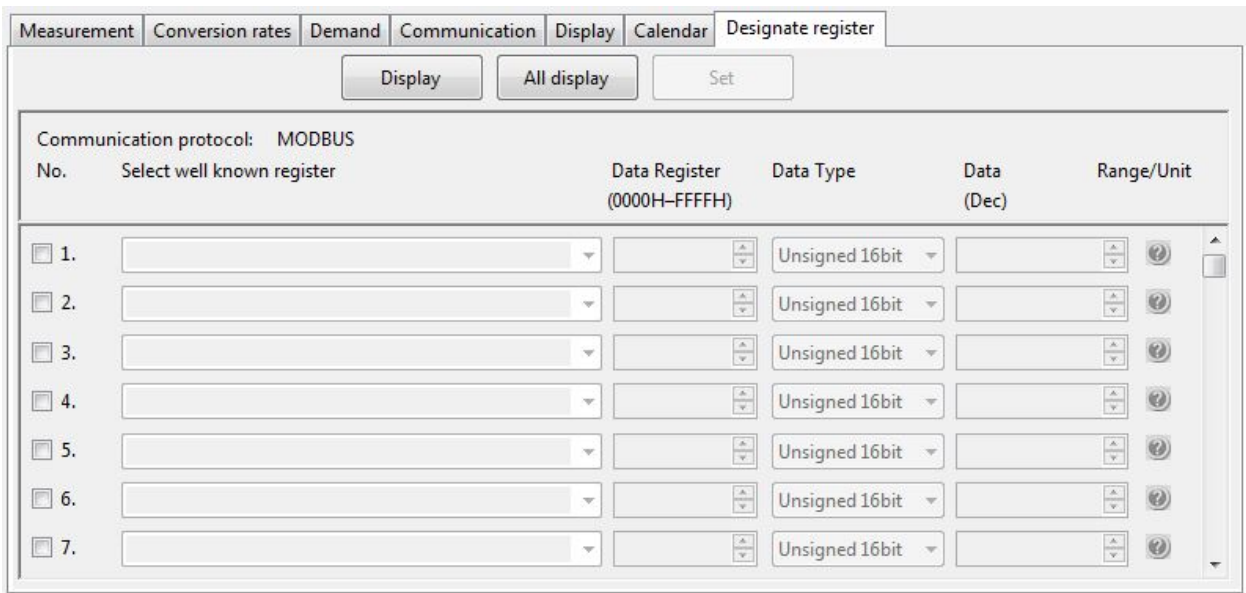 Measurement Conversion rates Demand Communication Display Calendar Designate register
Display All display Set
Communication protocol: MODBUS
No. Select well known register Data Register Data Type Data Range/Unit
(0000H–FFFFH) (Dec)
1. Unsigned 16bit ?
2. Unsigned 16bit ?
3. Unsigned 16bit ?
4. Unsigned 16bit ?
5. Unsigned 16bit ?
6. Unsigned 16bit ?
7. Unsigned 16bit ?